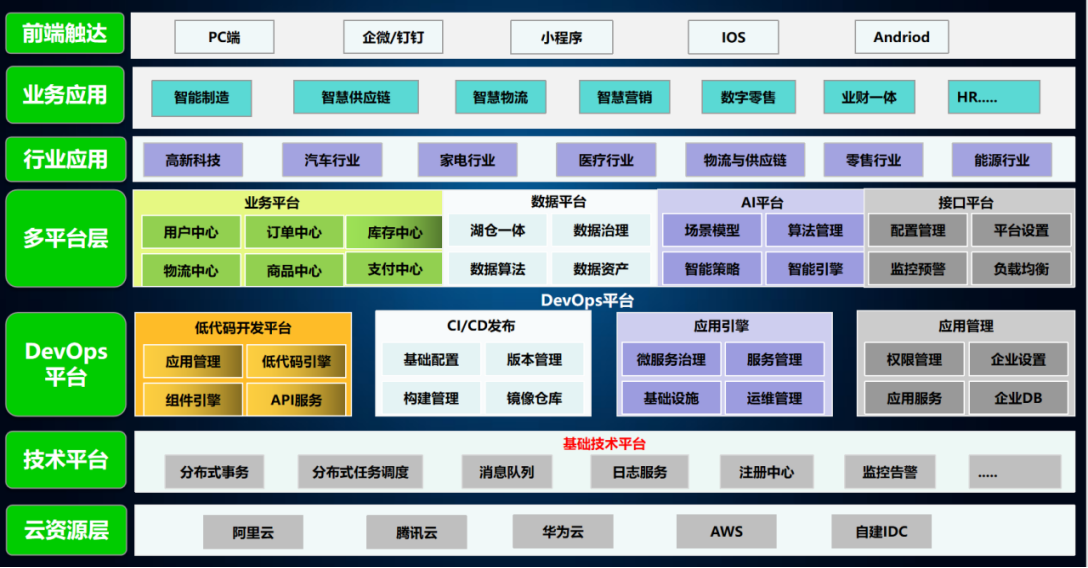 前端触达
PC端
企微/钉钉
小程序
IOS
Andriod
业务应用
智能制造
智慧供应链
智慧物流
智慧营销
数字零售
业财一体
HR.....
行业应用
高新科技
汽车行业
家电行业
医疗行业
物流与供应链
零售行业
能源行业
多平台层
业务平台
用户中心
订单中心
库存中心
物流中心
商品中心
支付中心
数据平台
湖仓一体
数据治理
数据算法
数据资产
AI平台
场景模型
算法管理
智能策略
智能引擎
接口平台
配置管理
平台设置
监控预警
负载均衡
DevOps平台
DevOps
平台
低代码开发平台
应用管理
低代码引擎
组件引擎
API服务
CI/CD发布
基础配置
版本管理
构建管理
镜像仓库
应用引擎
微服务治理
服务管理
基础设施
运维管理
应用管理
权限管理
企业设置
应用服务
企业DB
技术平台
基础技术平台
分布式事务
分布式任务调度
消息队列
日志服务
注册中心
监控告警
.....
云资源层
阿里云
腾讯云
华为云
AWS
自建IDC